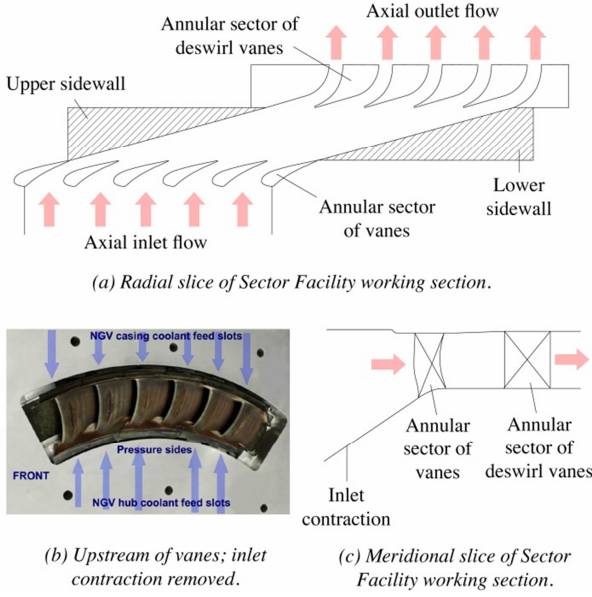 Axial outlet flow
Annular sector of
deswirl vanes
Upper sidewall
Lower
sidewall
Annular sector
of vanes
Axial inlet flow
(a) Radial slice of Sector Facility working section.
NGV casing coolant feed slots
Pressure sides
FRONT
NGV hub coolant feed slots
(b) Upstream of vanes; inlet
contraction removed.
Annular
sector of
vanes
Annular
sector of
deswirl vanes
Inlet
contraction
(c) Meridional slice of Sector
Facility working section.